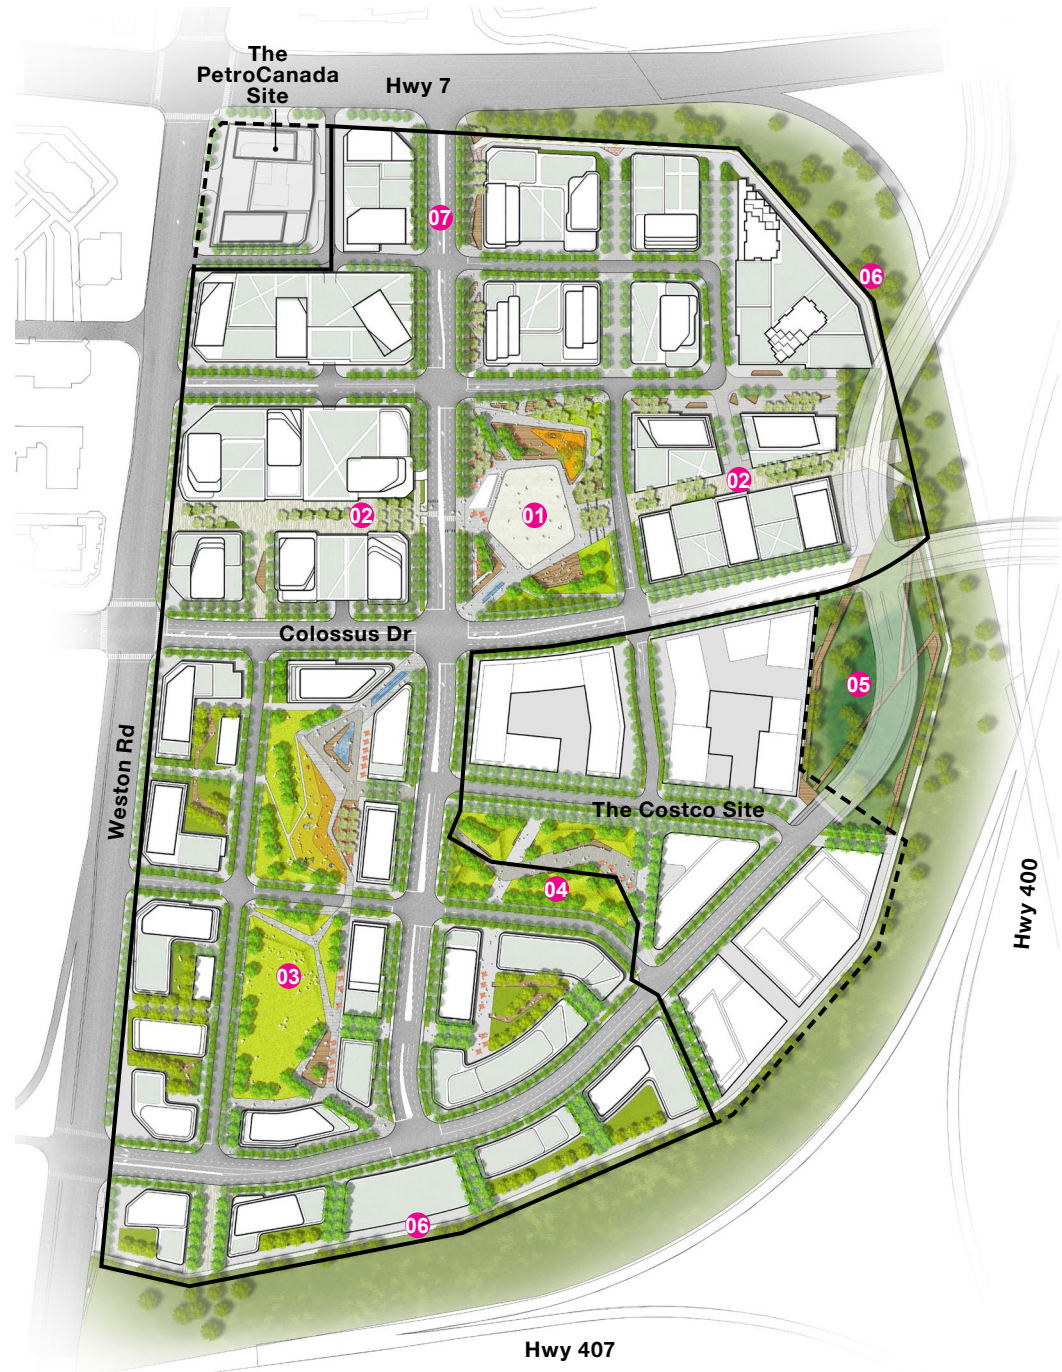 The
PetroCanada
Site
Hwy 7
07
06
02
02
01
Colossus Dr
05
Weston Rd
The Costco Site
04
Hwy 400
03
06
Hwy 407